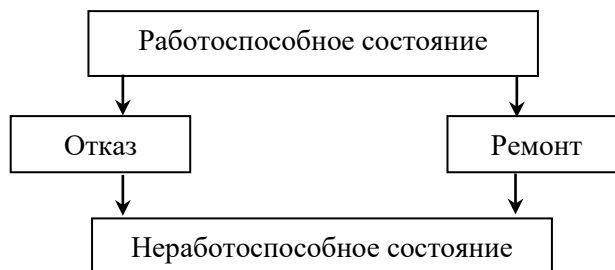 Работоспособное состояние
Отказ
Ремонт
Неработоспособное состояние